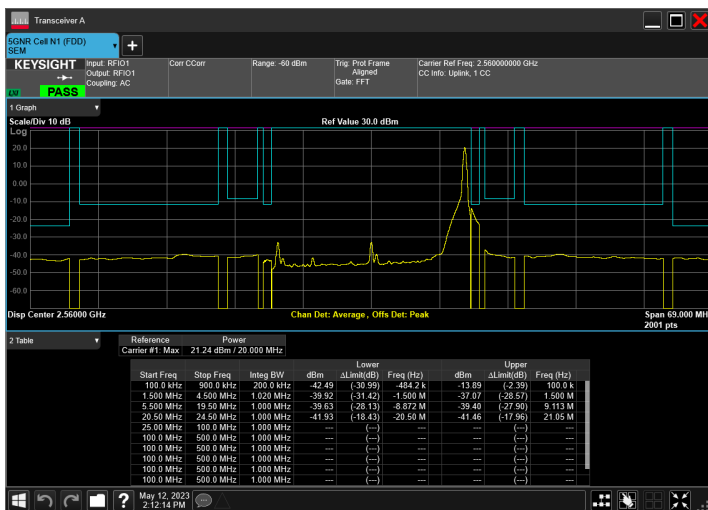 Transceiver A
5GNR Cell N1 (FDD)
SEM
KEYSIGHT
Input: RFIO1
Output: RFIO1
Coupling: AC
Corr CCorr
Range: -60 dBm
Trig: Prot Frame
Aligned
Gate: FFT
Carrier Ref Freq: 2.560000000 GHz
CC Info: Uplink, 1 CC
LXI
PASS
1 Graph
Scale/Div 10 dB
Ref Value 30.0 dBm
Log
20.0
10.0
0.00
-10.0
-20.0
-30.0
-40.0
-50.0
-60.0
Disp Center 2.56000 GHz
Chan Det: Average, Offs Det: Peak
Span 69.000 MH
2001 pts
2 Table
Reference Power
Carrier #1: Max 21.24 dBm / 20.000 MHz
Lower Upper
Start Freq Stop Freq Integ BW dBm ΔLimit(dB) Freq (Hz) dBm ΔLimit(dB) Freq (Hz)
100.0 kHz 900.0 kHz 200.0 kHz -42.49 (-30.99) -484.2 k -13.89 (-2.39) 100.0 k
1.500 MHz 4.500 MHz 1.020 MHz -39.92 (-31.42) -1.500 M -37.07 (-28.57) 1.500 M
5.500 MHz 19.50 MHz 1.000 MHz -39.63 (-28.13) -8.872 M -39.40 (-27.90) 9.113 M
20.50 MHz 24.50 MHz 1.000 MHz -41.93 (-18.43) -20.50 M -41.46 (-17.96) 21.05 M
25.00 MHz 100.0 MHz 1.000 MHz --- (---) --- --- (---) ---
100.0 MHz 500.0 MHz 1.000 MHz --- (---) --- --- (---) ---
100.0 MHz 500.0 MHz 1.000 MHz --- (---) --- --- (---) ---
100.0 MHz 500.0 MHz 1.000 MHz --- (---) --- --- (---) ---
100.0 MHz 500.0 MHz 1.000 MHz --- (---) --- --- (---) ---
100.0 MHz 500.0 MHz 1.000 MHz --- (---) --- --- (---) ---
?
May 12, 2023
2:12:14 PM